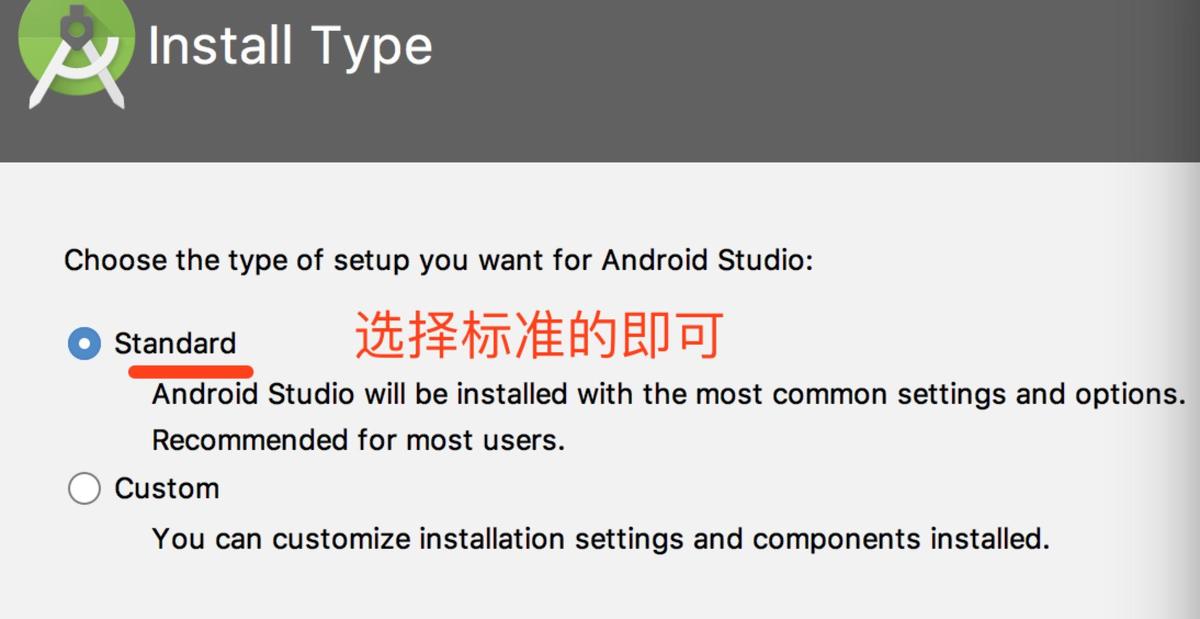 Install Type
Choose the type of setup you want for Android Studio:
Standard
选择标准的即可
Android Studio will be installed with the most common settings and options.
Recommended for most users.
Custom
You can customize installation settings and components installed.